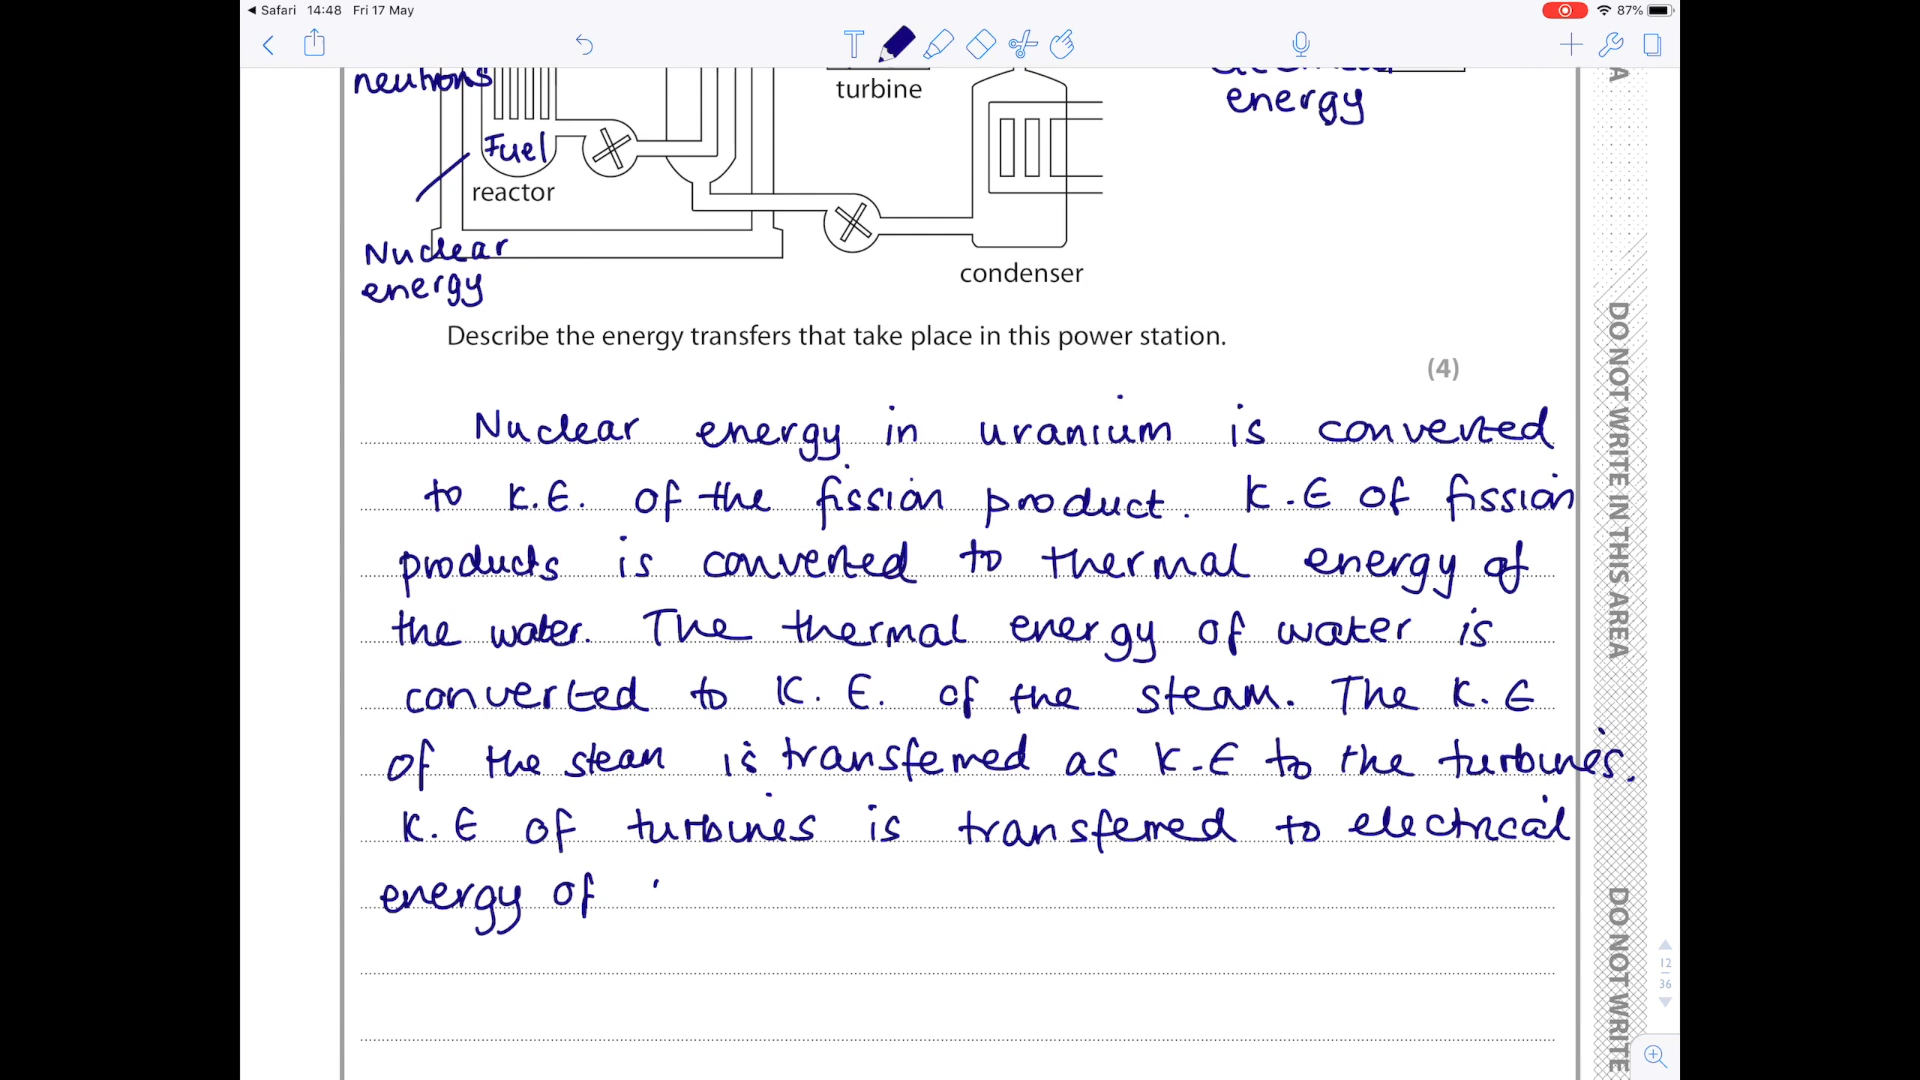 Safari 14:48 Fri 17 May
87%
T
neutrons
turbine
energy
Fuel
reactor
Nuclear
energy
condenser
Describe the energy transfers that take place in this power station.
(4)
Nuclear energy in uranium is converted
to K.E. of the fission product. K.E of fission
products is converted to thermal energy of
the water. The thermal energy of water is
converted to K.E. of the steam. The K.E
of the steam is transferred as K.E to the turbines.
K.E of turbines is transferred to electrical
energy of
A
DO NOT WRITE IN THIS AREA
DO NOT WRITE
12
36